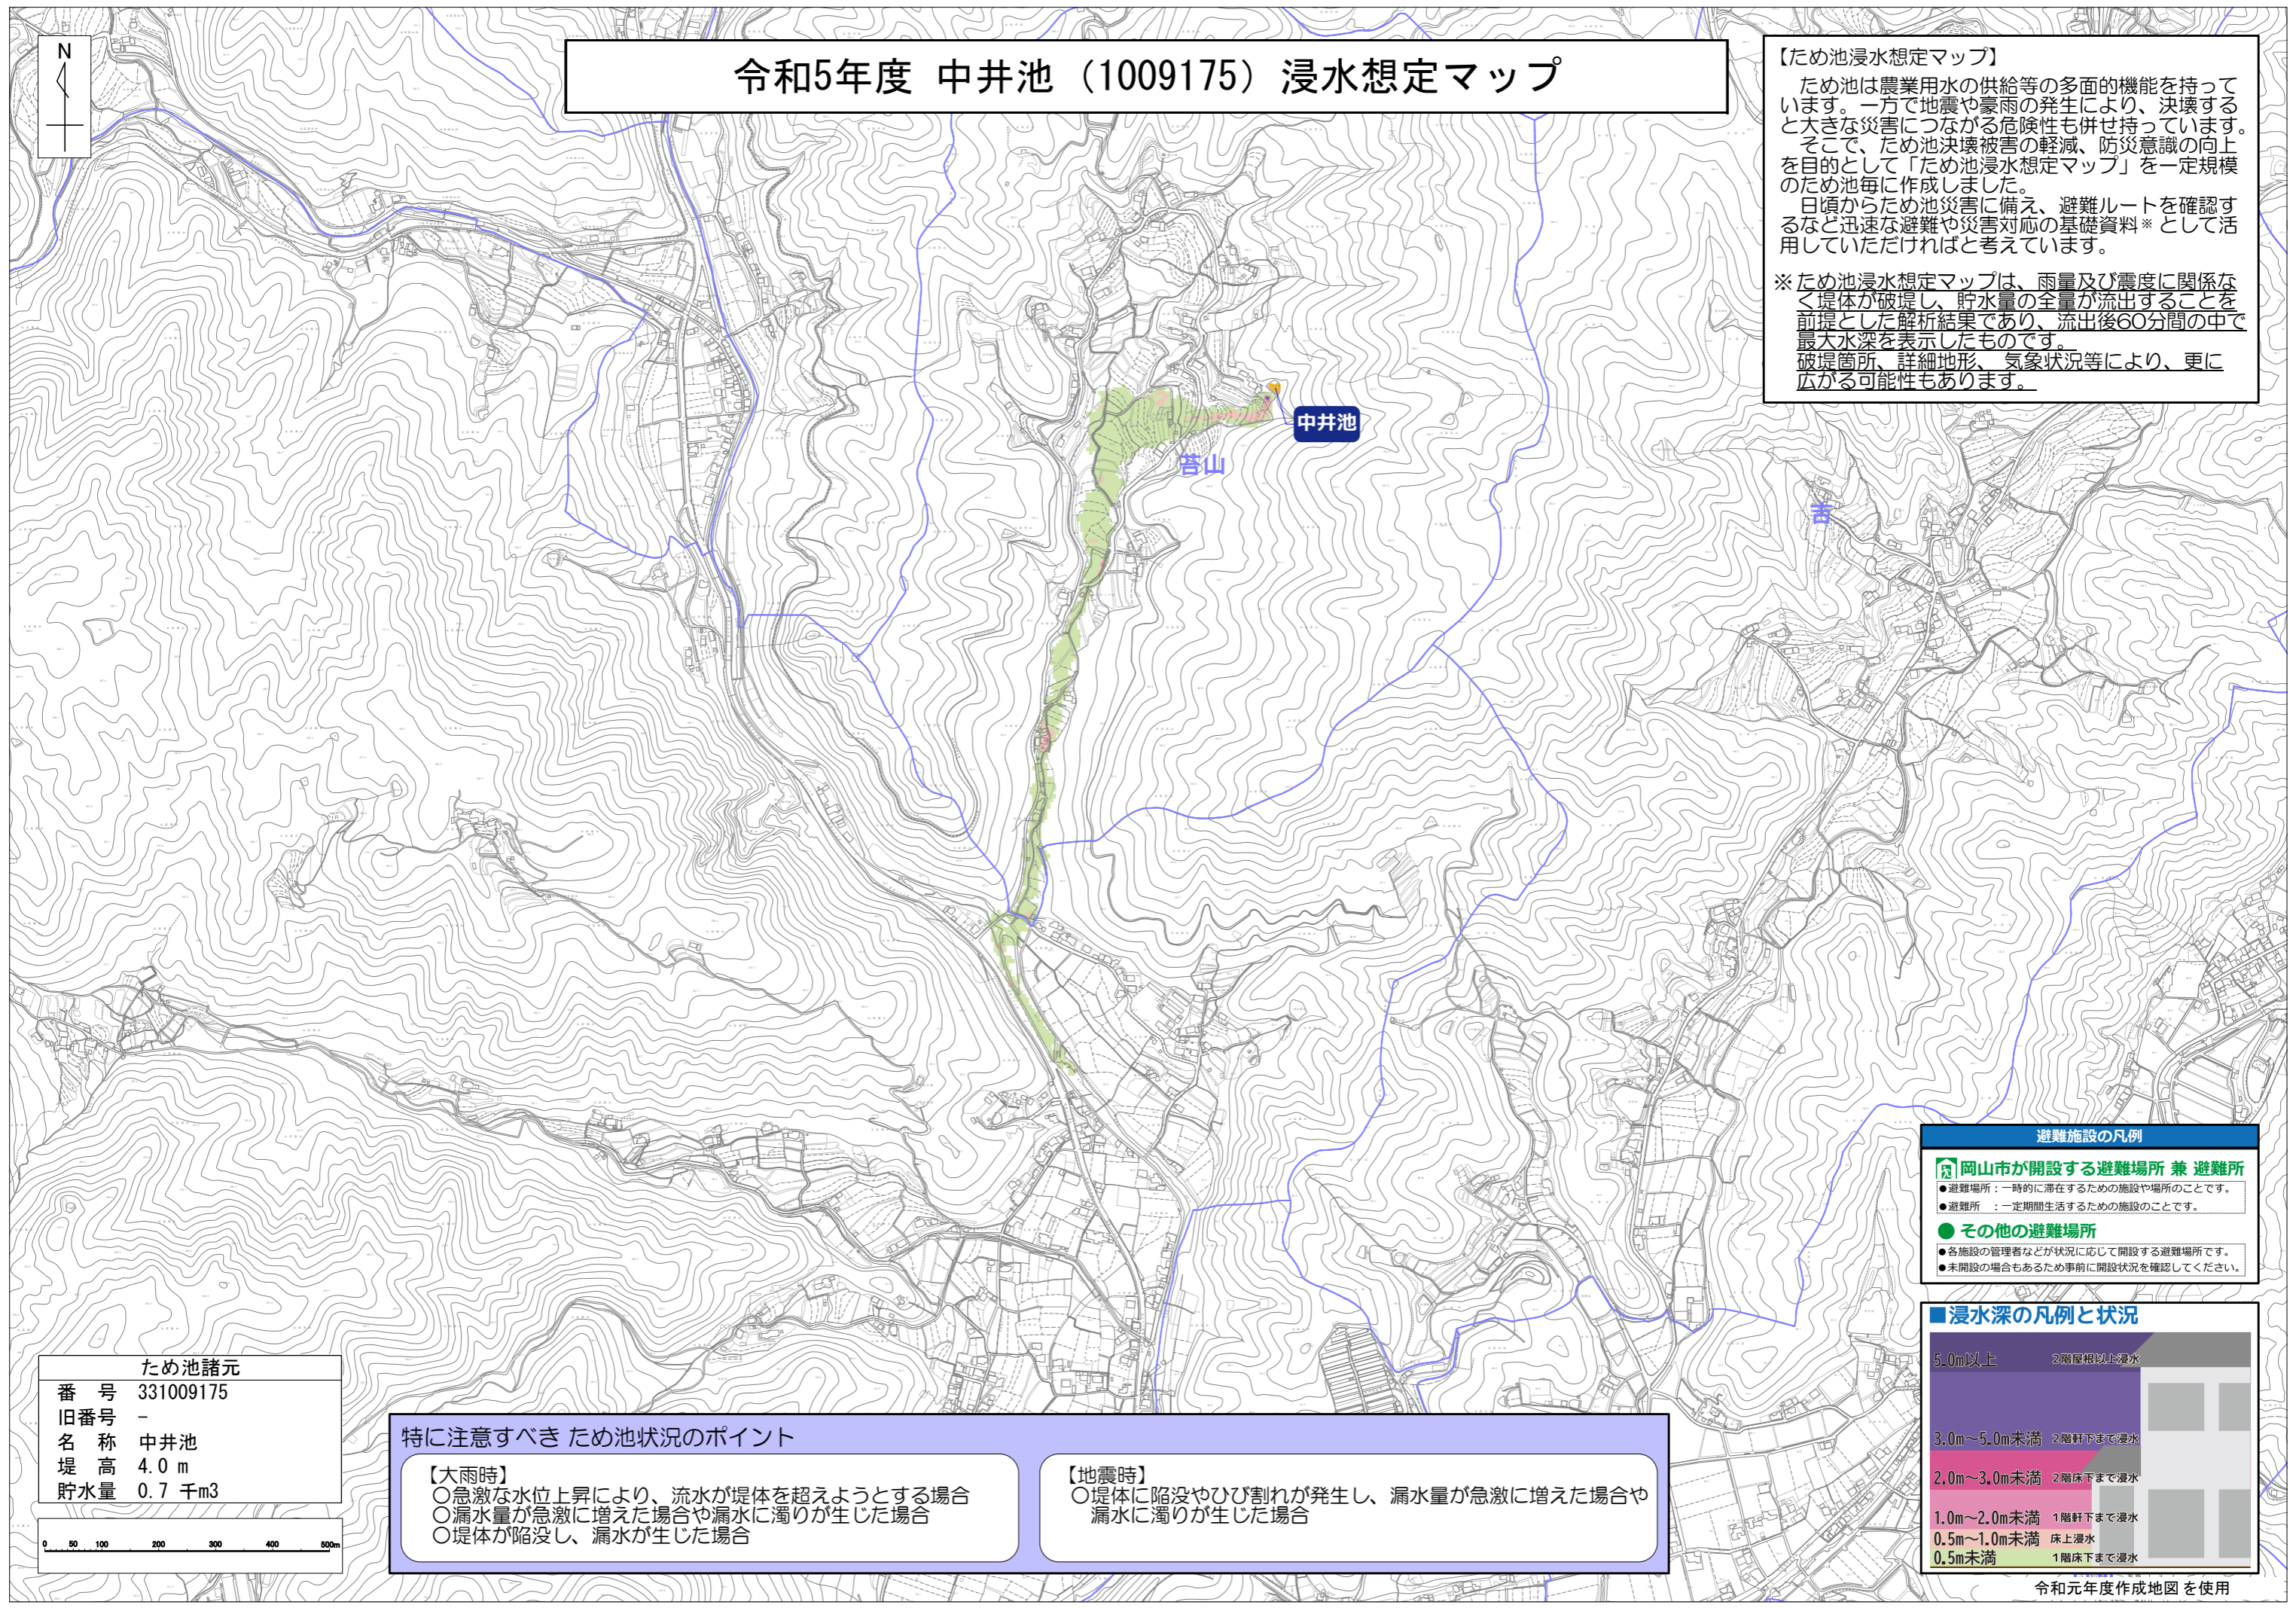 N
令和5年度 中井池（1009175）浸水想定マップ
【ため池浸水想定マップ】
ため池は農業用水の供給等の多面的機能を持って
います。一方で地震や豪雨の発生により、決壊する
と大きな災害につながる危険性も併せ持っています。
そこで、ため池決壊被害の軽減、防災意識の向上
を目的として「ため池浸水想定マップ」を一定規模
のため池毎に作成しました。
日頃からため池災害に備え、避難ルートを確認す
るなど迅速な避難や災害対応の基礎資料※として活
用していただければと考えています。
※ため池浸水想定マップは、雨量及び震度に関係な
く堤体が破堤し、貯水量の全量が流出することを
前提とした解析結果であり、流出後60分間の中で
最大水深を表示したものです。
破堤箇所、詳細地形、気象状況等により、更に
広がる可能性もあります。
中井池
苔山
吉
避難施設の凡例
岡山市が開設する避難場所 兼 避難所
●避難場所：一時的に滞在するための施設や場所のことです。
●避難所　：一定期間生活するための施設のことです。
● その他の避難場所
●各施設の管理者などが状況に応じて開設する避難場所です。
●未開設の場合もあるため事前に開設状況を確認してください。
■浸水深の凡例と状況
5.0m以上 2階屋根以上浸水
3.0m～5.0m未満 2階軒下まで浸水
2.0m～3.0m未満 2階床下まで浸水
1.0m～2.0m未満 1階軒下まで浸水
0.5m～1.0m未満 床上浸水
0.5m未満 1階床下まで浸水
令和元年度作成地図を使用
ため池諸元
番　号 331009175
旧番号 -
名　称 中井池
堤　高 4.0 m
貯水量 0.7 千m3
0 50 100 200 300 400 500m
特に注意すべき ため池状況のポイント
【大雨時】
○急激な水位上昇により、流水が堤体を超えようとする場合
○漏水量が急激に増えた場合や漏水に濁りが生じた場合
○堤体が陥没し、漏水が生じた場合
【地震時】
○堤体に陥没やひび割れが発生し、漏水量が急激に増えた場合や
漏水に濁りが生じた場合